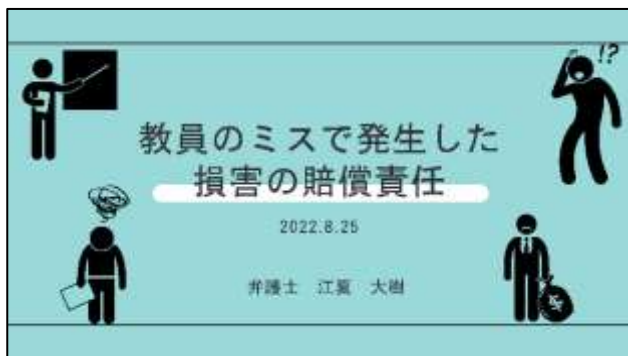 教員のミスで発生した
損害の賠償責任
2022.8.25
弁護士 江夏 大樹
!?